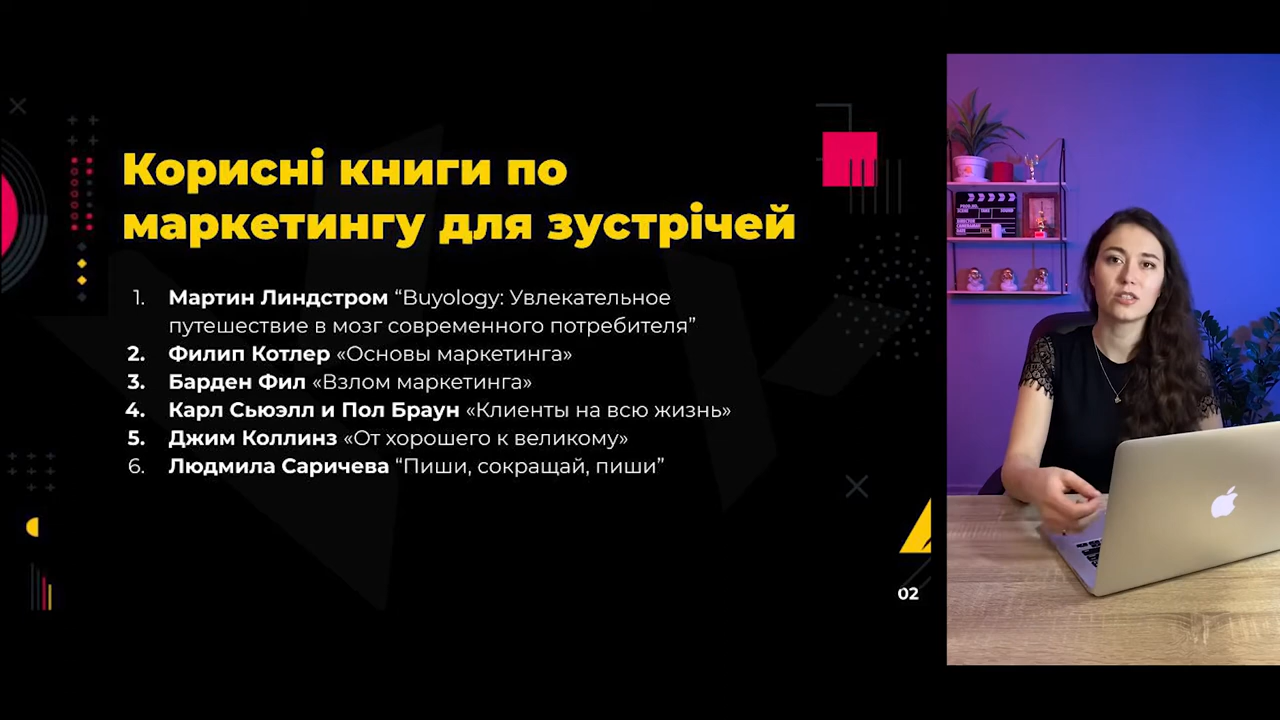 Корисні книги по
маркетингу для зустрічей
1. Мартин Линдстром “Buyology: Увлекательное
путешествие в мозг современного потребителя”
2. Филип Котлер «Основы маркетинга»
3. Барден Фил «Взлом маркетинга»
4. Карл Сьюэлл и Пол Браун «Клиенты на всю жизнь»
5. Джим Коллинз «От хорошего к великому»
6. Людмила Саричева “Пиши, сокращай, пиши”
02